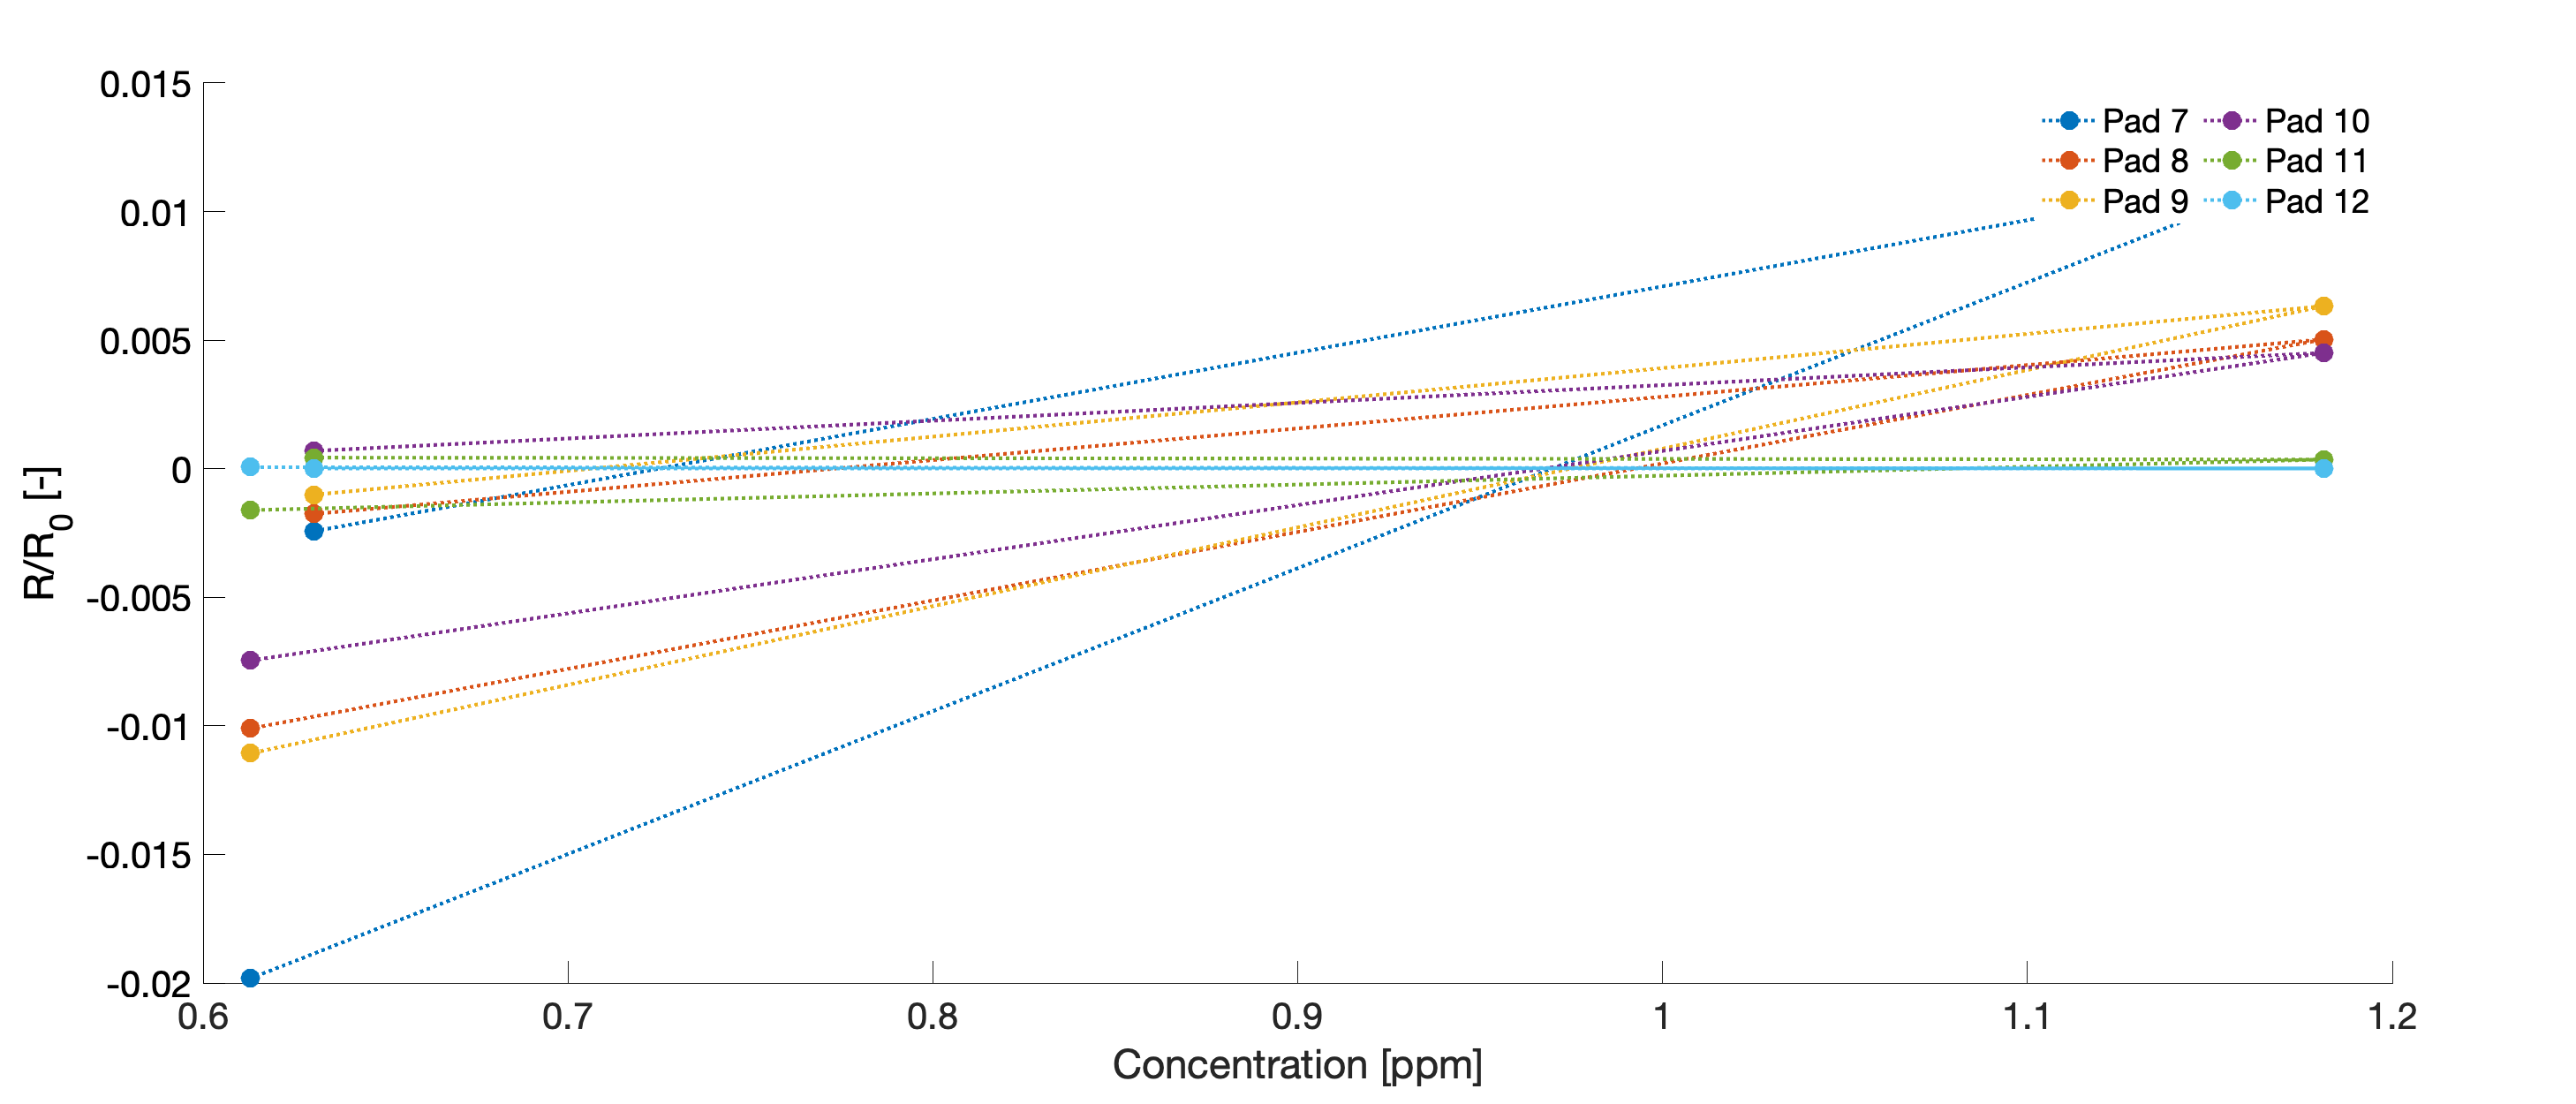 0.015
0.01
0.005
0
-0.005
-0.01
-0.015
-0.02
R/R0 [-]
Pad 7 Pad 10
Pad 8 Pad 11
Pad 9 Pad 12
0.6 0.7 0.8 0.9 1 1.1 1.2
Concentration [ppm]